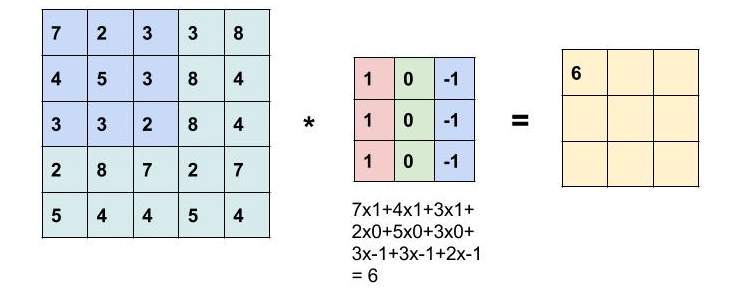 7 2 3 3 8
4 5 3 8 4
3 3 2 8 4
2 8 7 2 7
5 4 4 5 4
*
1 0 -1
1 0 -1
1 0 -1
=
6
7x1+4x1+3x1+
2x0+5x0+3x0+
3x-1+3x-1+2x-1
= 6